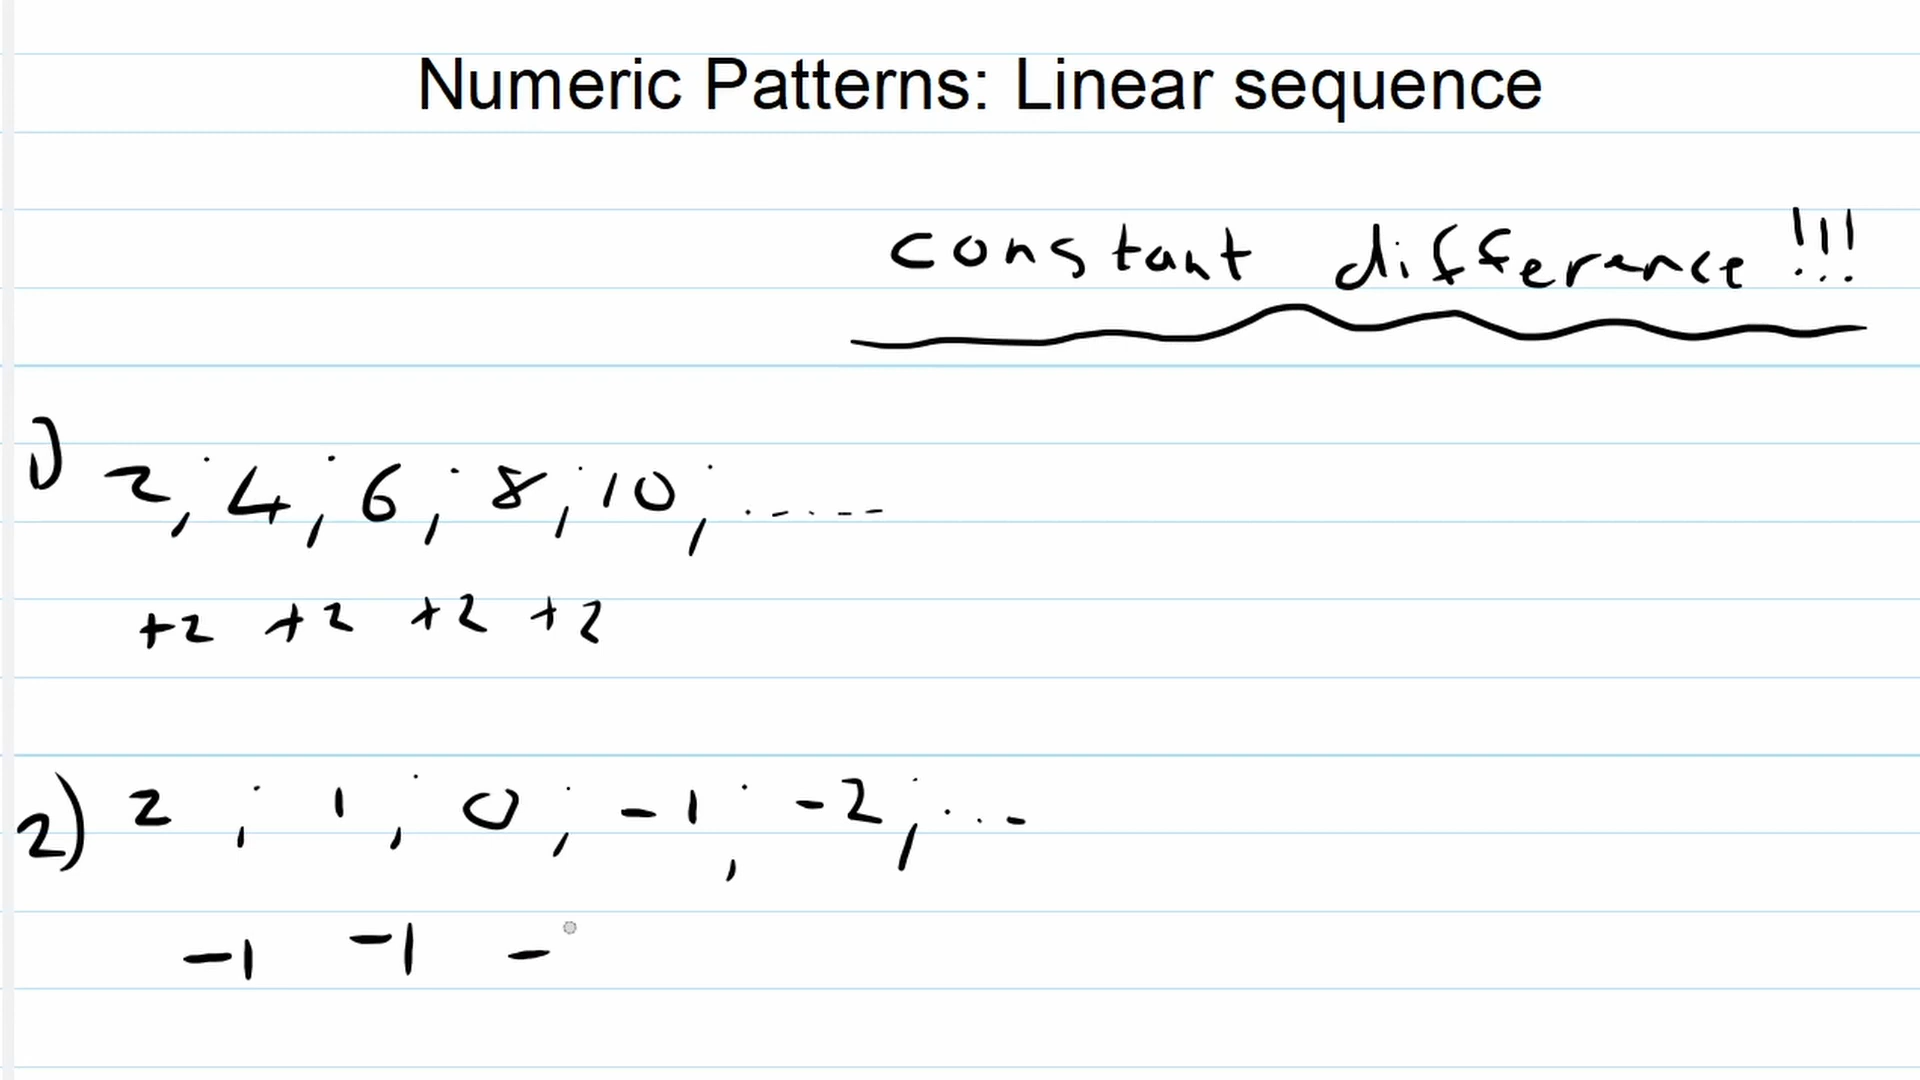 Numeric Patterns: Linear sequence
constant difference!!!
1) 2; 4; 6; 8; 10; ......
+2 +2 +2 +2
2) 2 ; 1 ; 0 ; -1 ; -2 ; ...
-1 -1 -